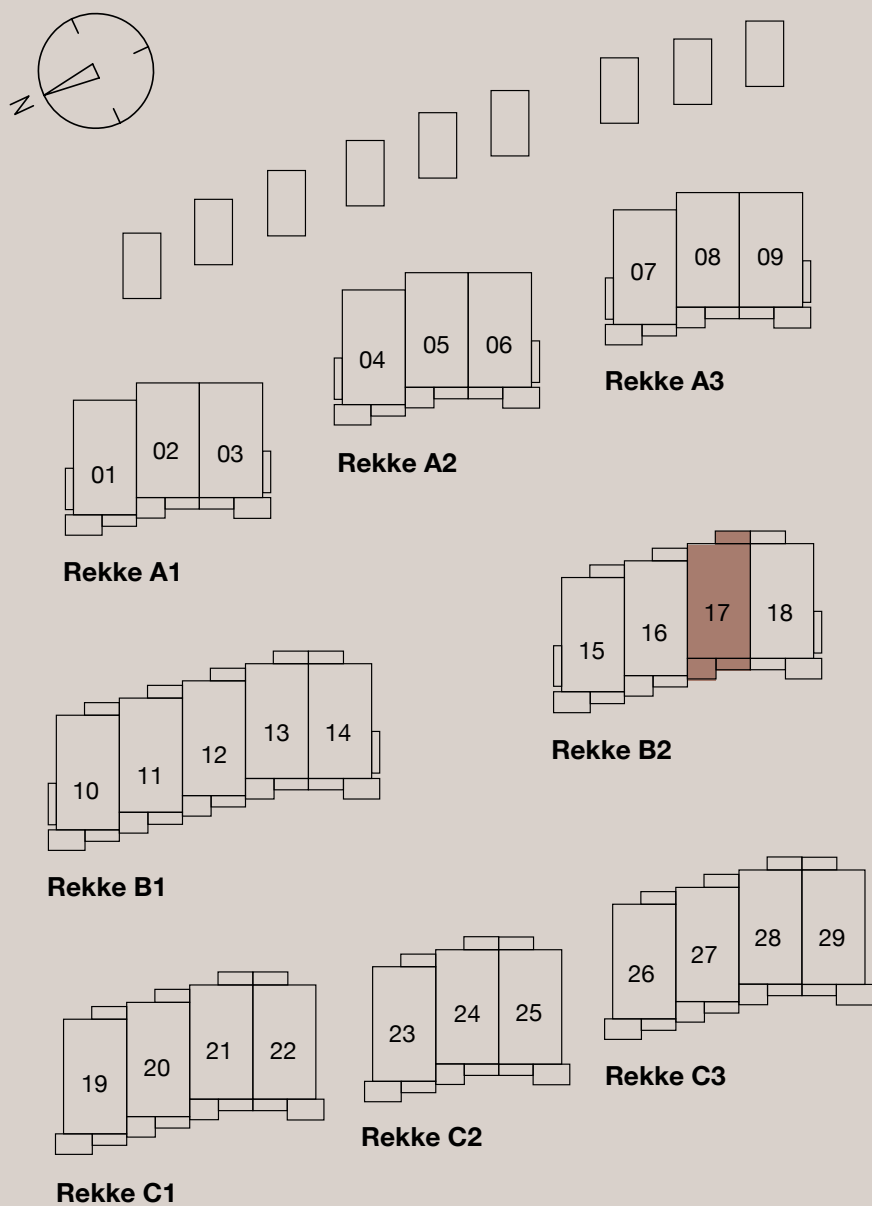 N
07 08 09
Rekke A3
04 05 06
Rekke A2
01 02 03
Rekke A1
15 16 17 18
Rekke B2
10 11 12 13 14
Rekke B1
26 27 28 29
Rekke C3
23 24 25
Rekke C2
19 20 21 22
Rekke C1